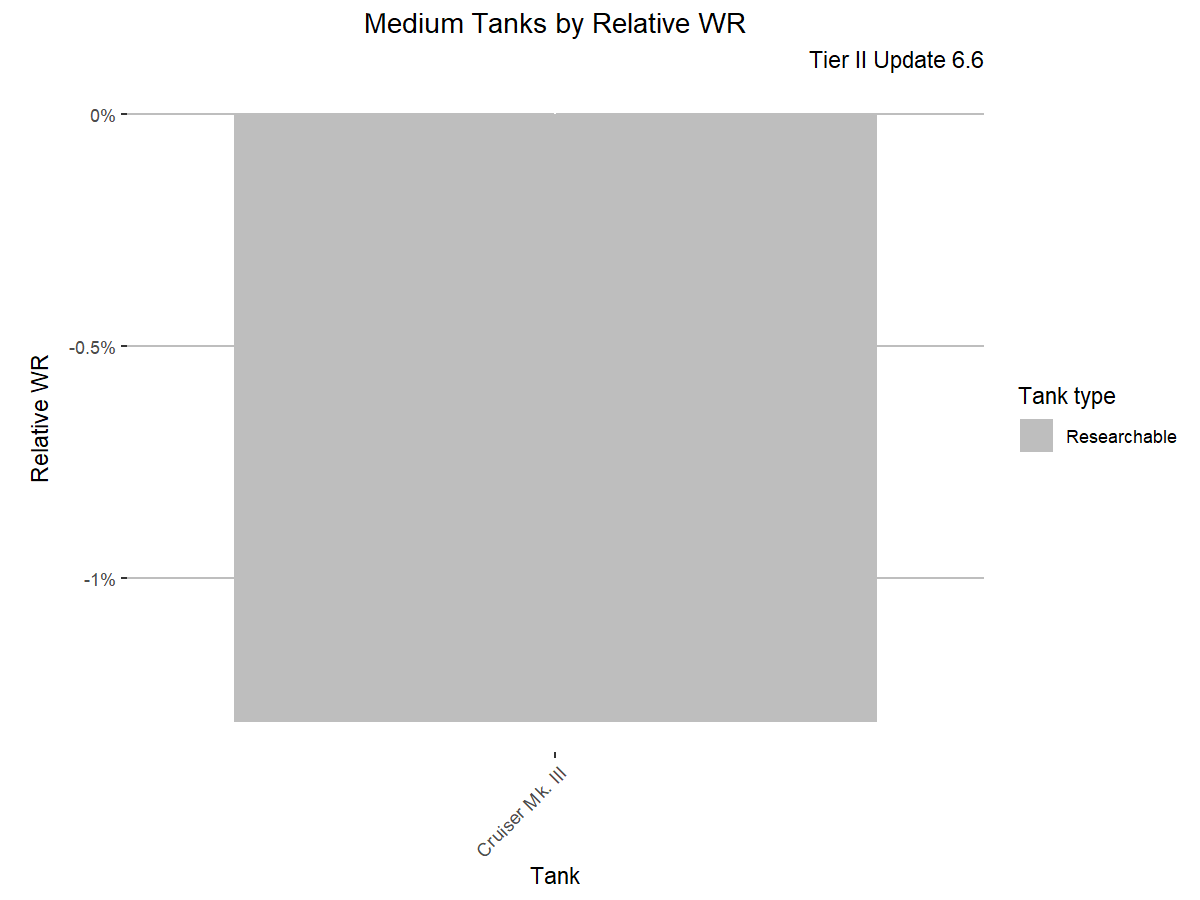 Medium Tanks by Relative WR
Tier II Update 6.6
0%
-0.5%
-1%
Relative WR
Cruiser Mk. III
Tank
Tank type
Researchable